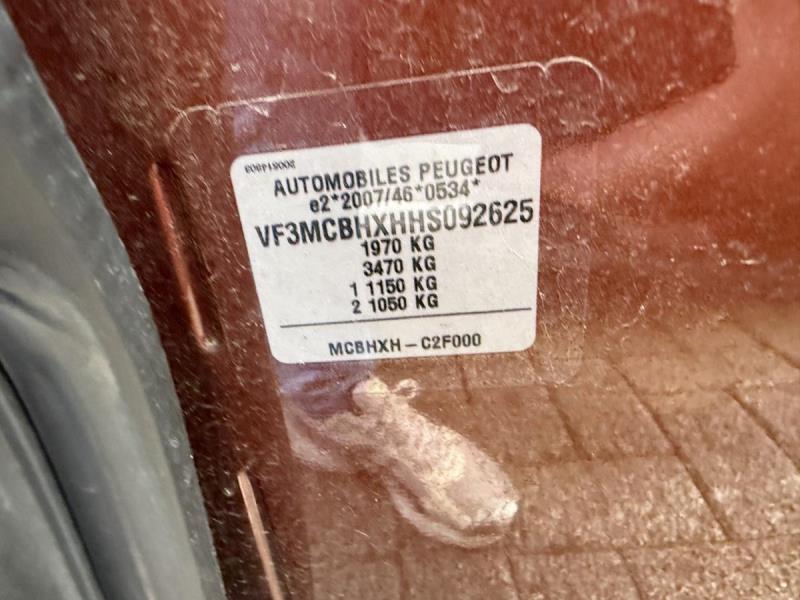 AUTOMOBILES PEUGEOT
e2*2007/46*0534*
VF3MCBHXHHS092625
1970 KG
3470 KG
1 1150 KG
2 1050 KG
MCBHXH-C2F000